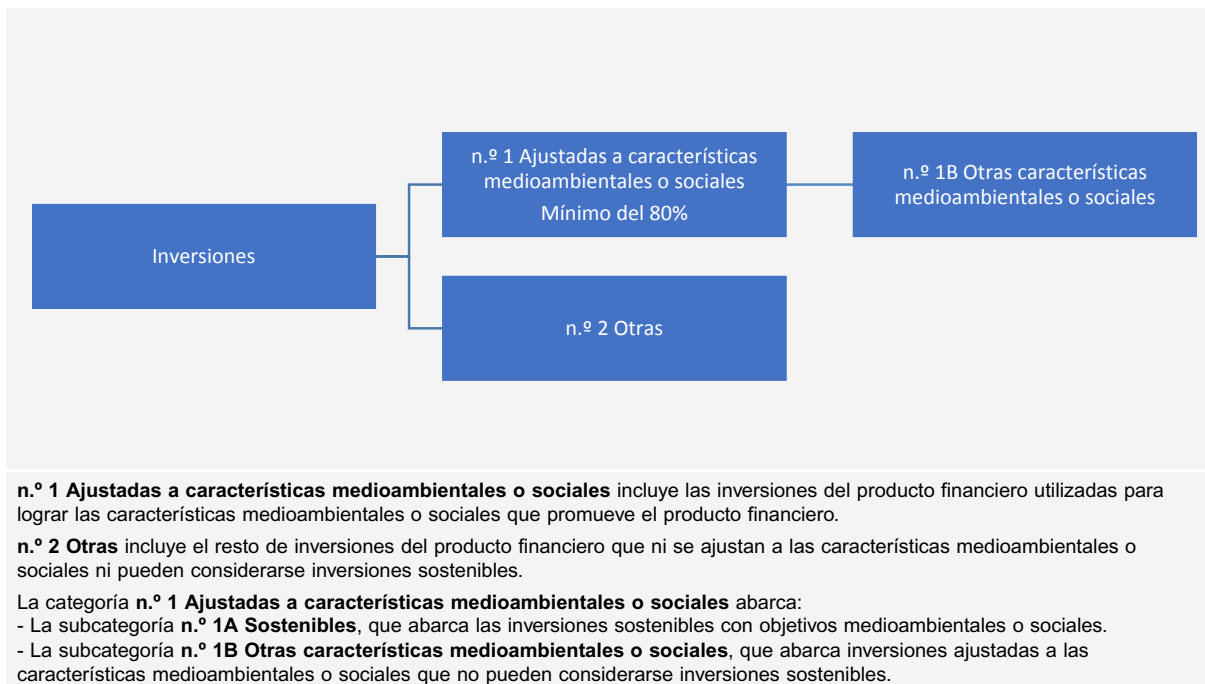 n.º 1 Ajustadas a características
medioambientales o sociales
Mínimo del 80%
n.º 1B Otras características
medioambientales o sociales
Inversiones
n.º 2 Otras
n.º 1 Ajustadas a características medioambientales o sociales incluye las inversiones del producto financiero utilizadas para
lograr las características medioambientales o sociales que promueve el producto financiero.
n.º 2 Otras incluye el resto de inversiones del producto financiero que ni se ajustan a las características medioambientales o
sociales ni pueden considerarse inversiones sostenibles.
La categoría n.º 1 Ajustadas a características medioambientales o sociales abarca:
- La subcategoría n.º 1A Sostenibles, que abarca las inversiones sostenibles con objetivos medioambientales o sociales.
- La subcategoría n.º 1B Otras características medioambientales o sociales, que abarca inversiones ajustadas a las
características medioambientales o sociales que no pueden considerarse inversiones sostenibles.